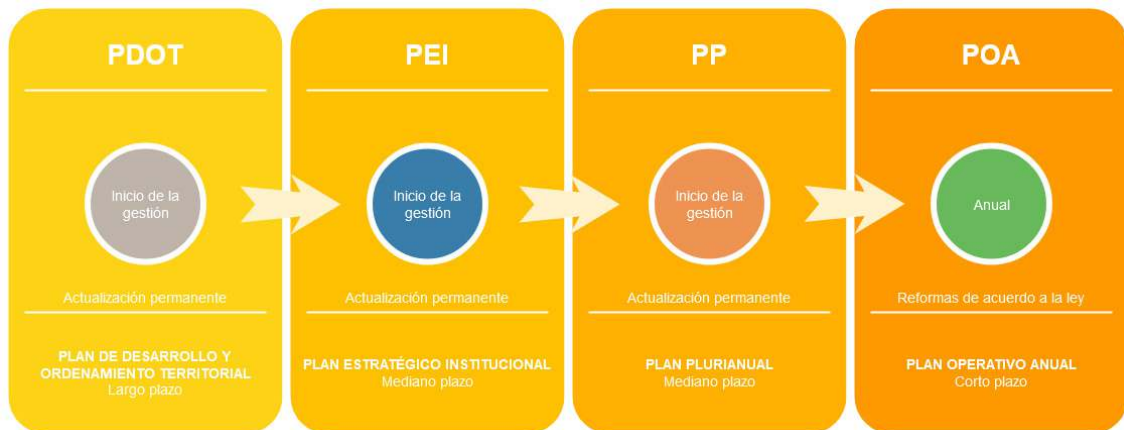 PDOT
Inicio de la
gestión
Actualización permanente
PLAN DE DESARROLLO Y
ORDENAMIENTO TERRITORIAL
Largo plazo
PEI
Inicio de la
gestión
Actualización permanente
PLAN ESTRATÉGICO INSTITUCIONAL
Mediano plazo
PP
Inicio de la
gestión
Actualización permanente
PLAN PLURIANUAL
Mediano plazo
POA
Anual
Reformas de acuerdo a la ley
PLAN OPERATIVO ANUAL
Corto plazo